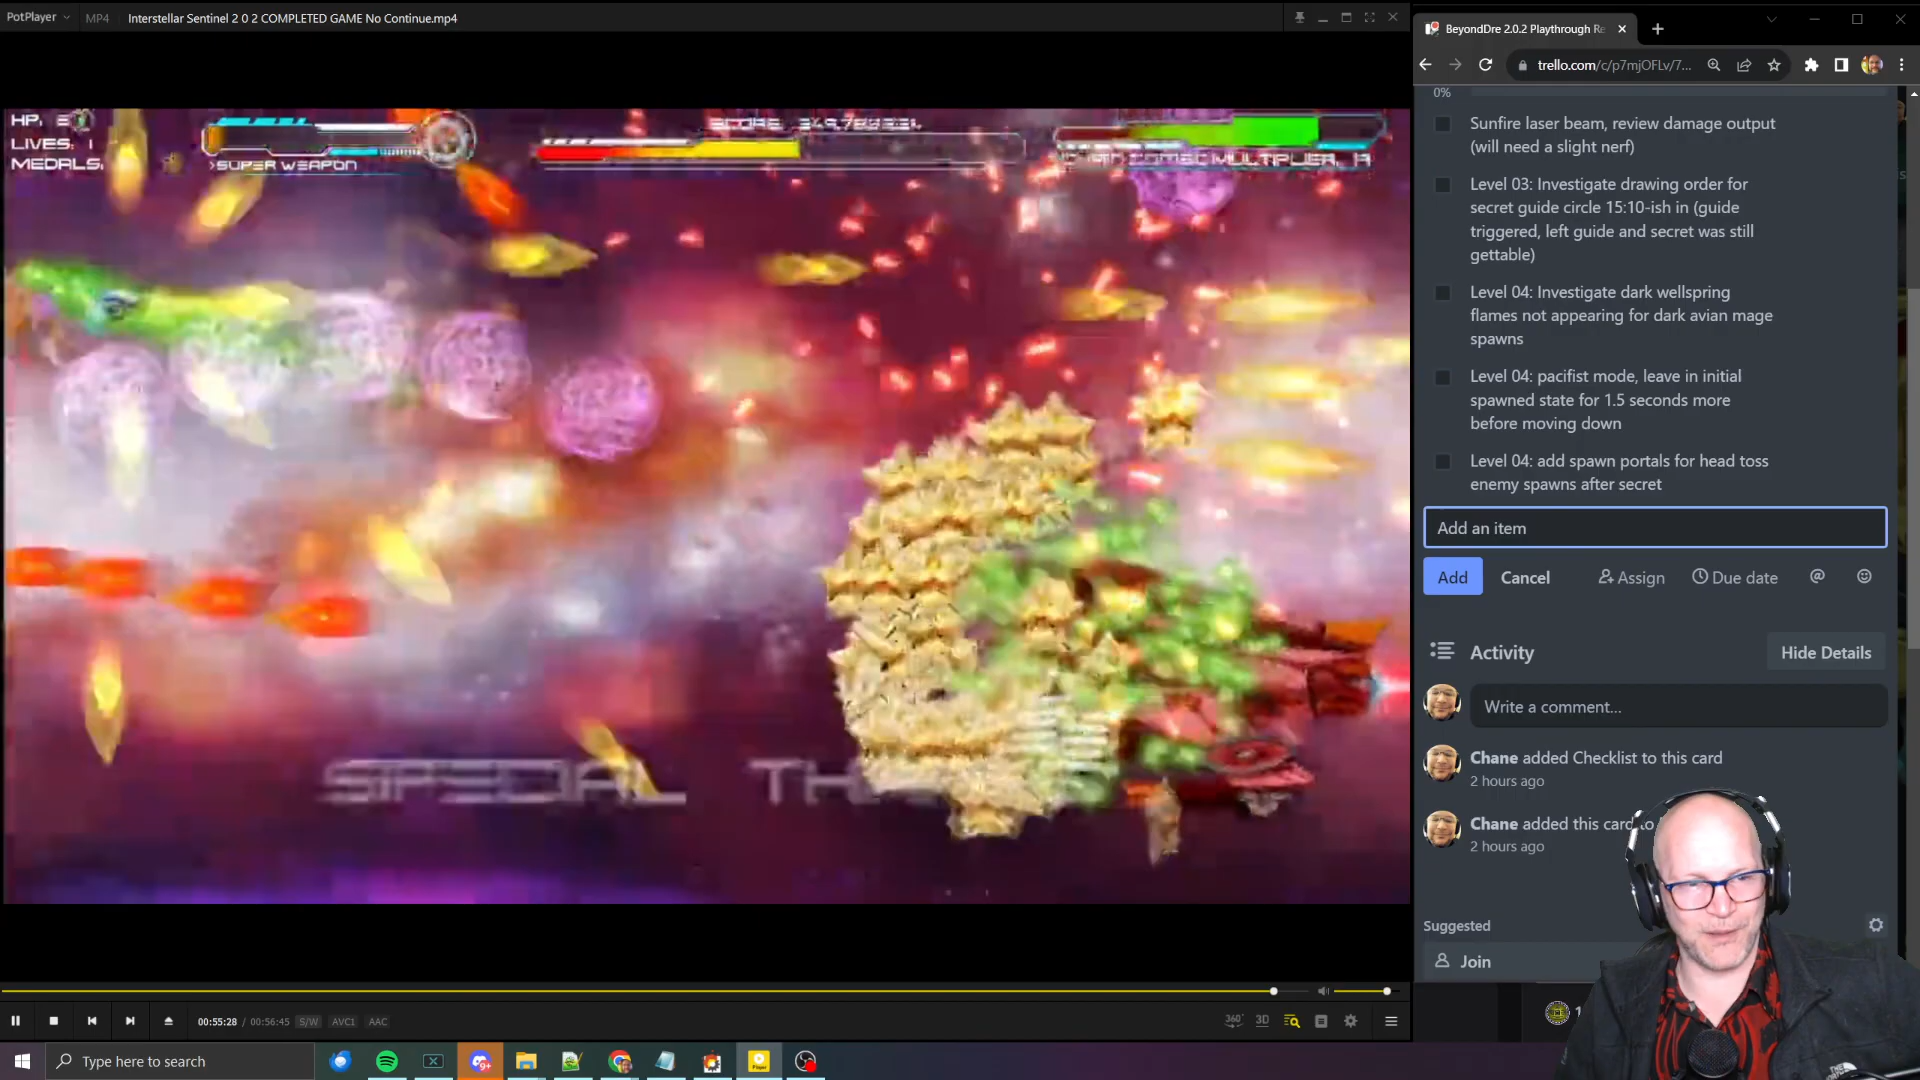 PotPlayer
MP4
Interstellar Sentinel 2 0 2 COMPLETED GAME No Continue.mp4
HP:
LIVES: 1
MEDALS:
>SUPER WEAPON
SCORE:
MULTIPLIER:
SPECIAL
00:55:28 / 00:56:45 S/W AVC1 AAC
360°
3D
Type here to search
Player
BeyondDre 2.0.2 Playthrough Re
trello.com/c/p7mjOFLv/7...
0%
Sunfire laser beam, review damage output
(will need a slight nerf)
Level 03: Investigate drawing order for
secret guide circle 15:10-ish in (guide
triggered, left guide and secret was still
gettable)
Level 04: Investigate dark wellspring
flames not appearing for dark avian mage
spawns
Level 04: pacifist mode, leave in initial
spawned state for 1.5 seconds more
before moving down
Level 04: add spawn portals for head toss
enemy spawns after secret
Add an item
Add
Cancel
Assign
Due date
@
Activity
Hide Details
Write a comment...
Chane added Checklist to this card
2 hours ago
Chane added this card to
2 hours ago
Suggested
Join